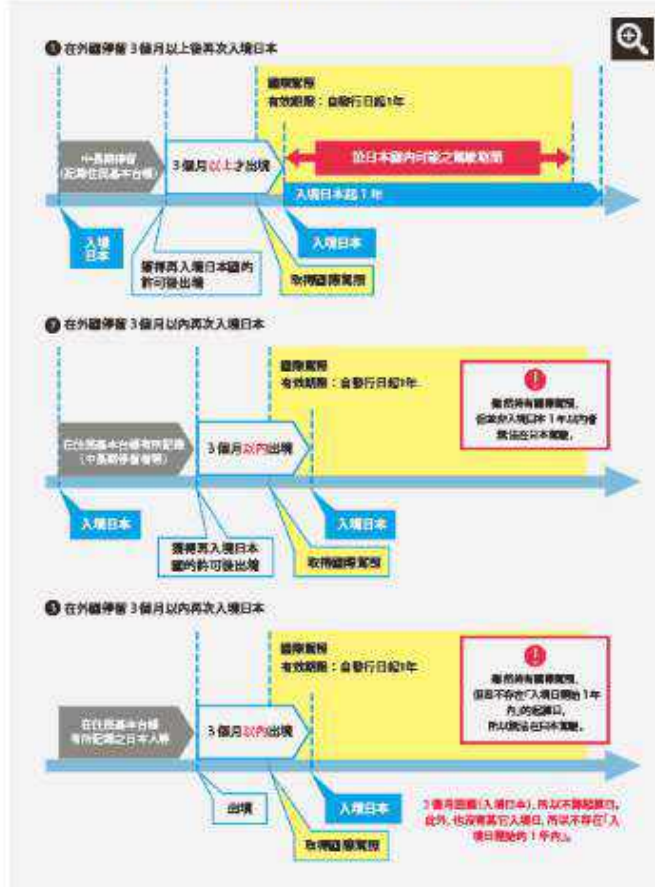 ❶ 在外國停留 3 個月以上後再次入境日本
國際駕照
有效期限：自發行日起1年
中長期停留
(記錄住民基本台帳)
3 個月以上才出境
於日本國內可能之駕駛期間
入境日本起 1 年
入境
日本
獲得再入境日本國的
許可後出境
入境日本
取得國際駕照
❷ 在外國停留 3 個月以內再次入境日本
國際駕照
有效期限：自發行日起1年
雖然持有國際駕照,
但並非入境日本 1 年以內會
無法在日本駕駛。
在住民基本台帳有所記錄
(中長期停留者等)
3 個月以內出境
入境日本
獲得再入境日本
國的許可後出境
入境日本
取得國際駕照
❸ 在外國停留 3 個月以內再次入境日本
國際駕照
有效期限：自發行日起1年
雖然持有國際駕照,
但是不存在「入境日開始 1 年
內」的起算日,
所以無法在日本駕駛。
在住民基本台帳
有所記錄之日本人等
3 個月以內出境
出境
入境日本
取得國際駕照
3 個月回國(入境日本), 所以不歸起算日。
此外, 也沒有其它入境日, 所以不存在「入
境日開始的 1 年內」。